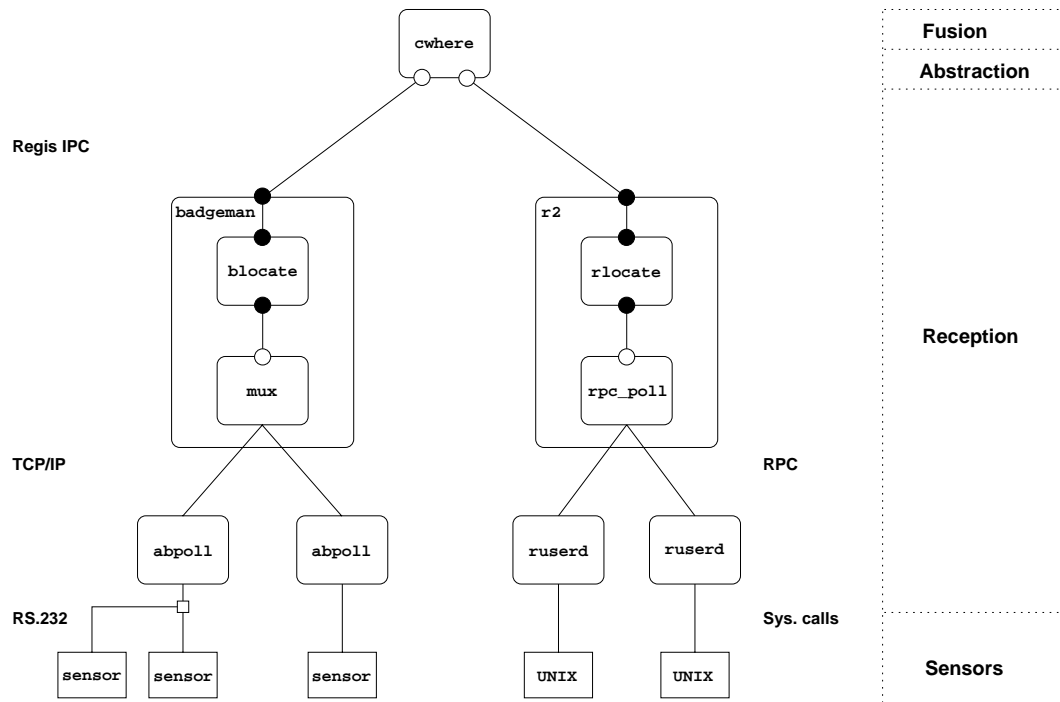 cwhere
Fusion
Abstraction
Regis IPC
badgeman
r2
blocate
rlocate
Reception
mux
rpc_poll
TCP/IP
RPC
abpoll
abpoll
ruserd
ruserd
RS.232
Sys. calls
sensor
sensor
sensor
UNIX
UNIX
Sensors